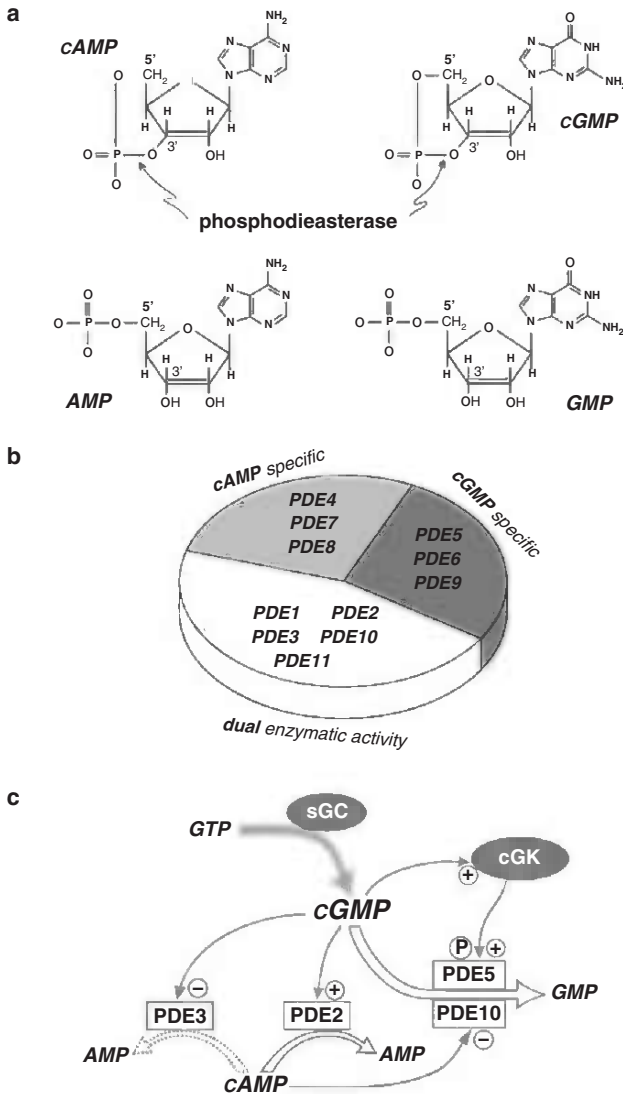 a
cAMP
5'
CH2
O
N
N
NH2
N
N
H
H
H
H
3'
O
P
O
O
OH
cGMP
O
5'
CH2
O
N
N
O
NH
N
NH2
H
H
H
H
3'
O
P
O
O
OH
phosphodieasterase
AMP
O
O
P
O
O
5'
CH2
O
N
N
NH2
N
N
H
H
H
H
3'
OH
OH
GMP
O
O
P
O
O
5'
CH2
O
N
N
O
NH
N
NH2
H
H
H
H
3'
OH
OH
b
cAMP specific
PDE4
PDE7
PDE8
cGMP specific
PDE5
PDE6
PDE9
PDE1 PDE2
PDE3 PDE10
PDE11
dual enzymatic activity
c
GTP
sGC
cGK
+
cGMP
P +
PDE5
PDE10
−
GMP
−
PDE3
+
PDE2
AMP
cAMP
AMP